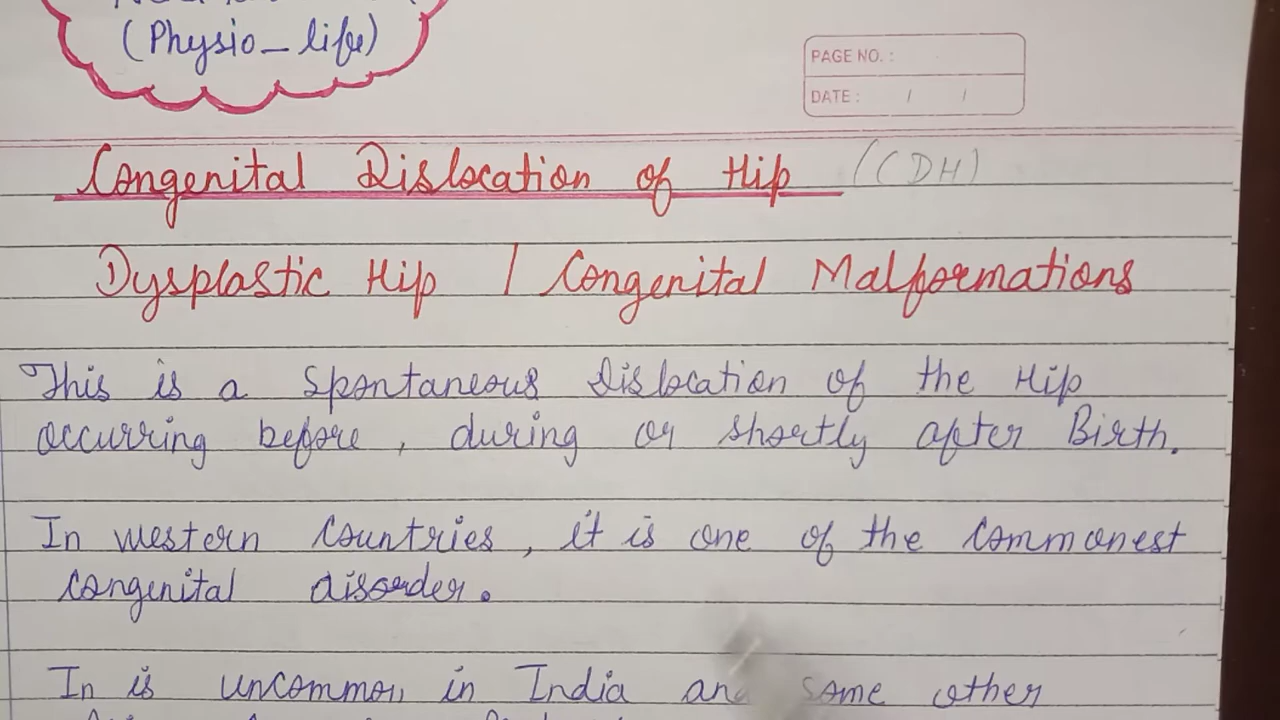 (Physio_life)
PAGE NO. :
DATE : / /
Congenital Dislocation of Hip (CDH)
Dysplastic Hip / Congenital Malformations
This is a Spontaneous Dislocation of the Hip
occurring before, during or shortly after Birth.
In western Countries, it is one of the Commonest
Congenital disorder.
In is uncommon in India and some other